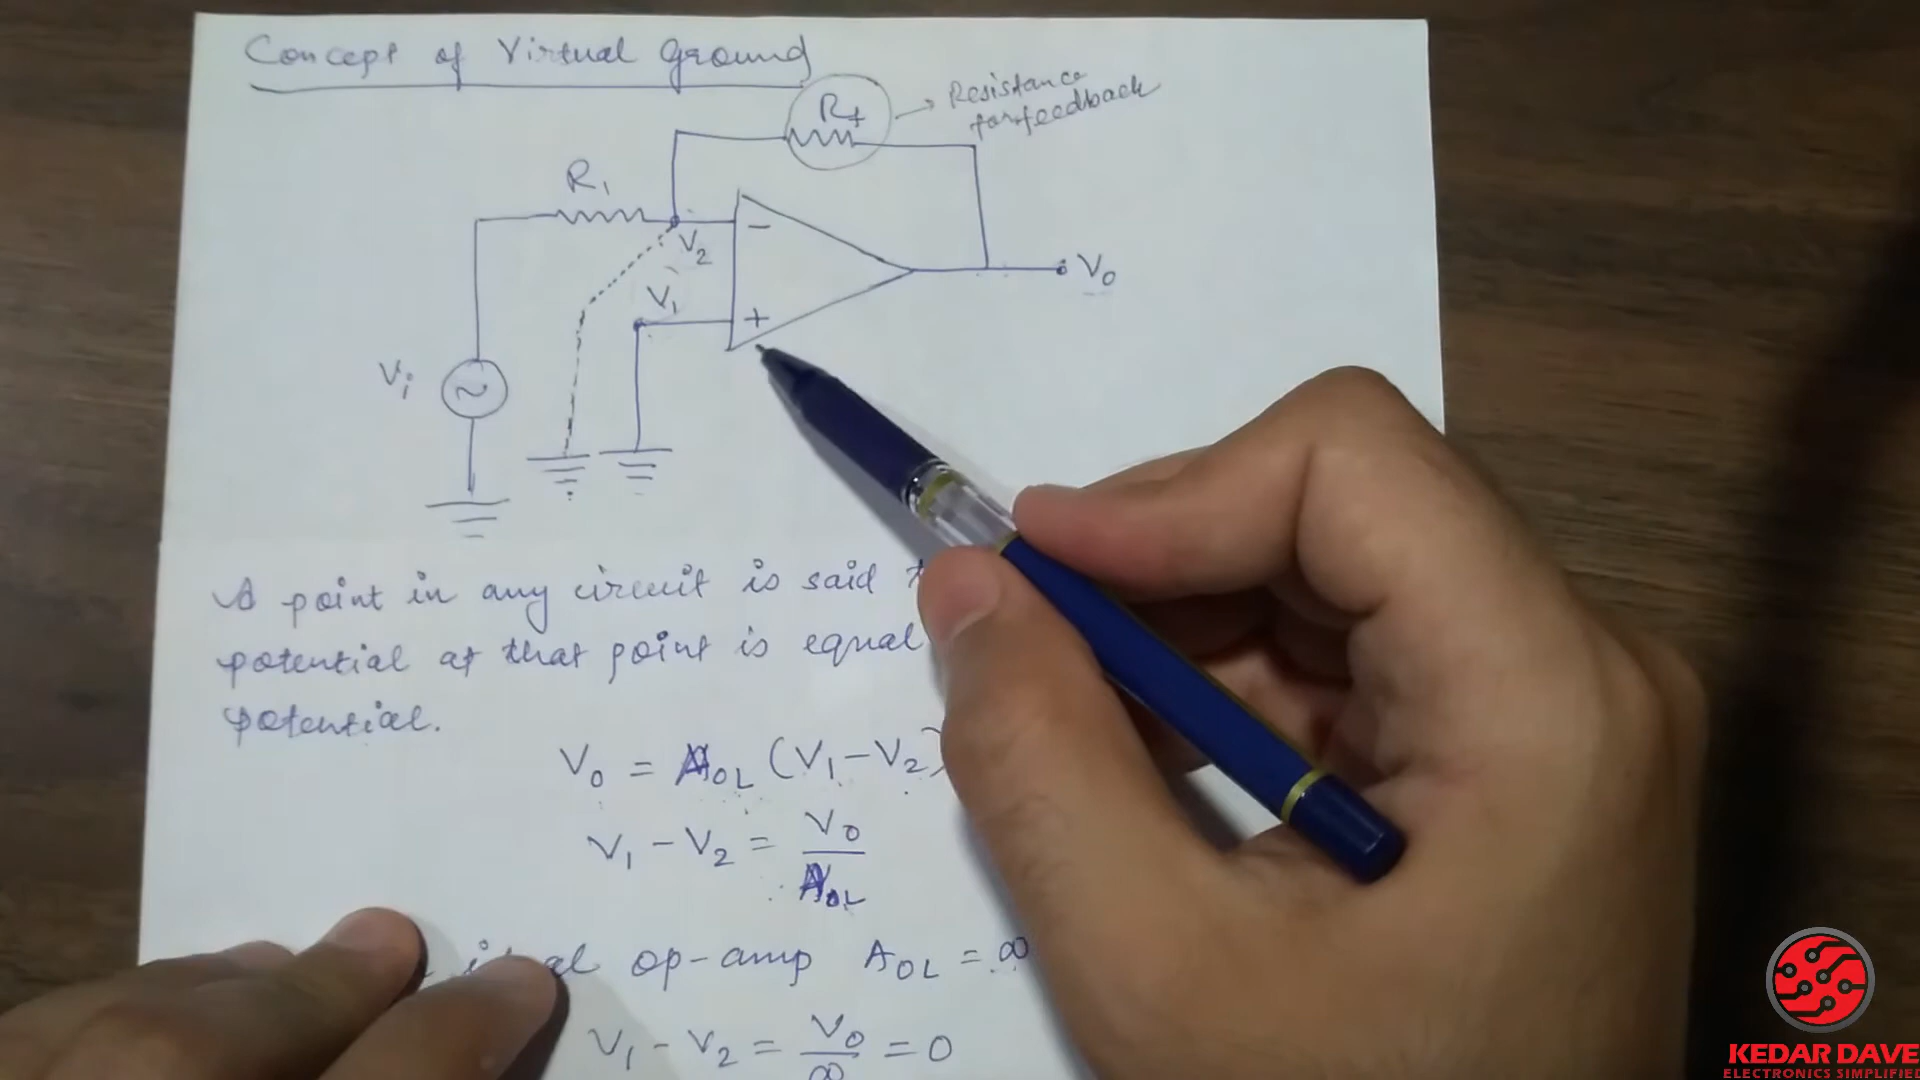 Concept of Virtual Ground
Rf
Resistance
for feedback
R1
V2
V1
−
+
Vo
Vi
~
A point in any circuit is said
potential at that point is equal
potential.
Vo = AOL (V1 − V2)
V1 − V2 = Vo
AOL
op-amp AOL = ∞
V1 − V2 = Vo = 0
∞
KEDAR DAVE
ELECTRONICS SIMPLIFIED